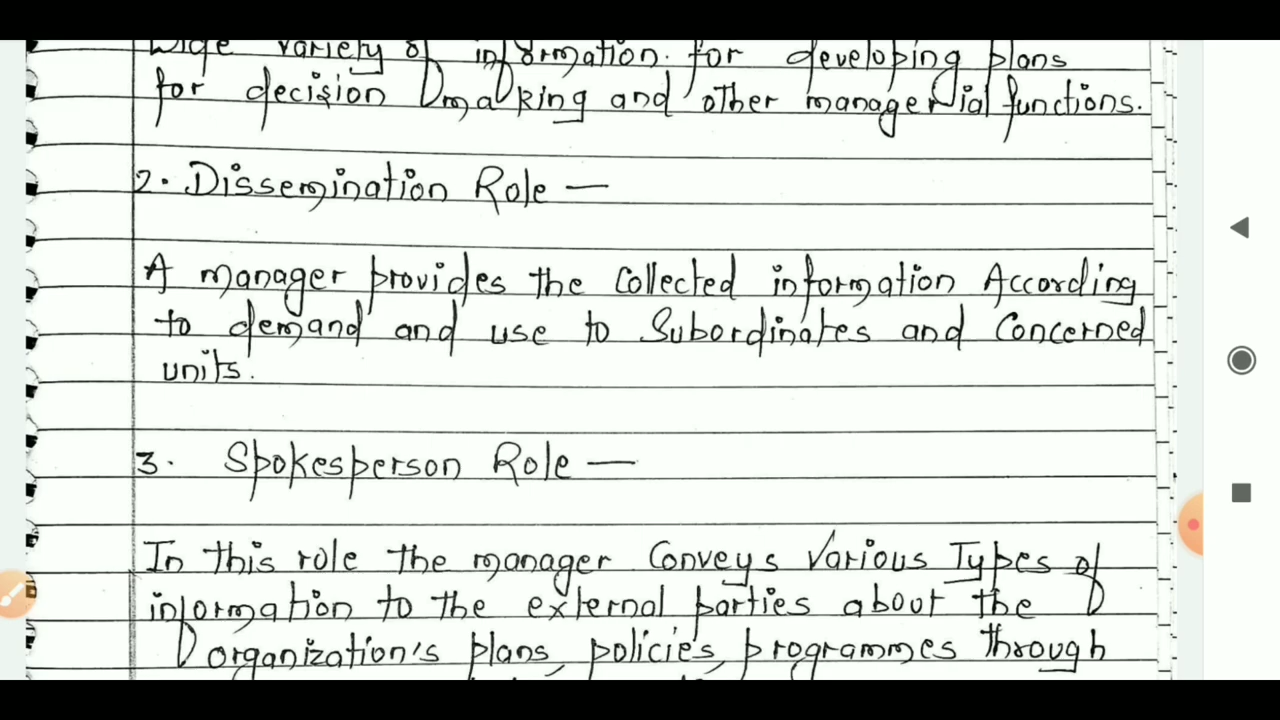 wide variety of information. for developing plans
for decision making and other managerial functions.
2. Dissemination Role —
A manager provides the Collected information According
to demand and use to Subordinates and Concerned
units.
3. Spokesperson Role —
In this role the manager Conveys Various Types of
information to the external parties about the
organization's plans, policies, programmes through